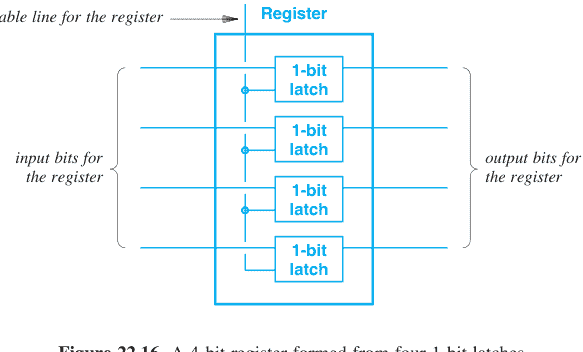 able line for the register
Register
1-bit
latch
1-bit
latch
input bits for
the register
output bits for
the register
1-bit
latch
1-bit
latch
Figure 22.16 A 4-bit register formed from four 1-bit latches